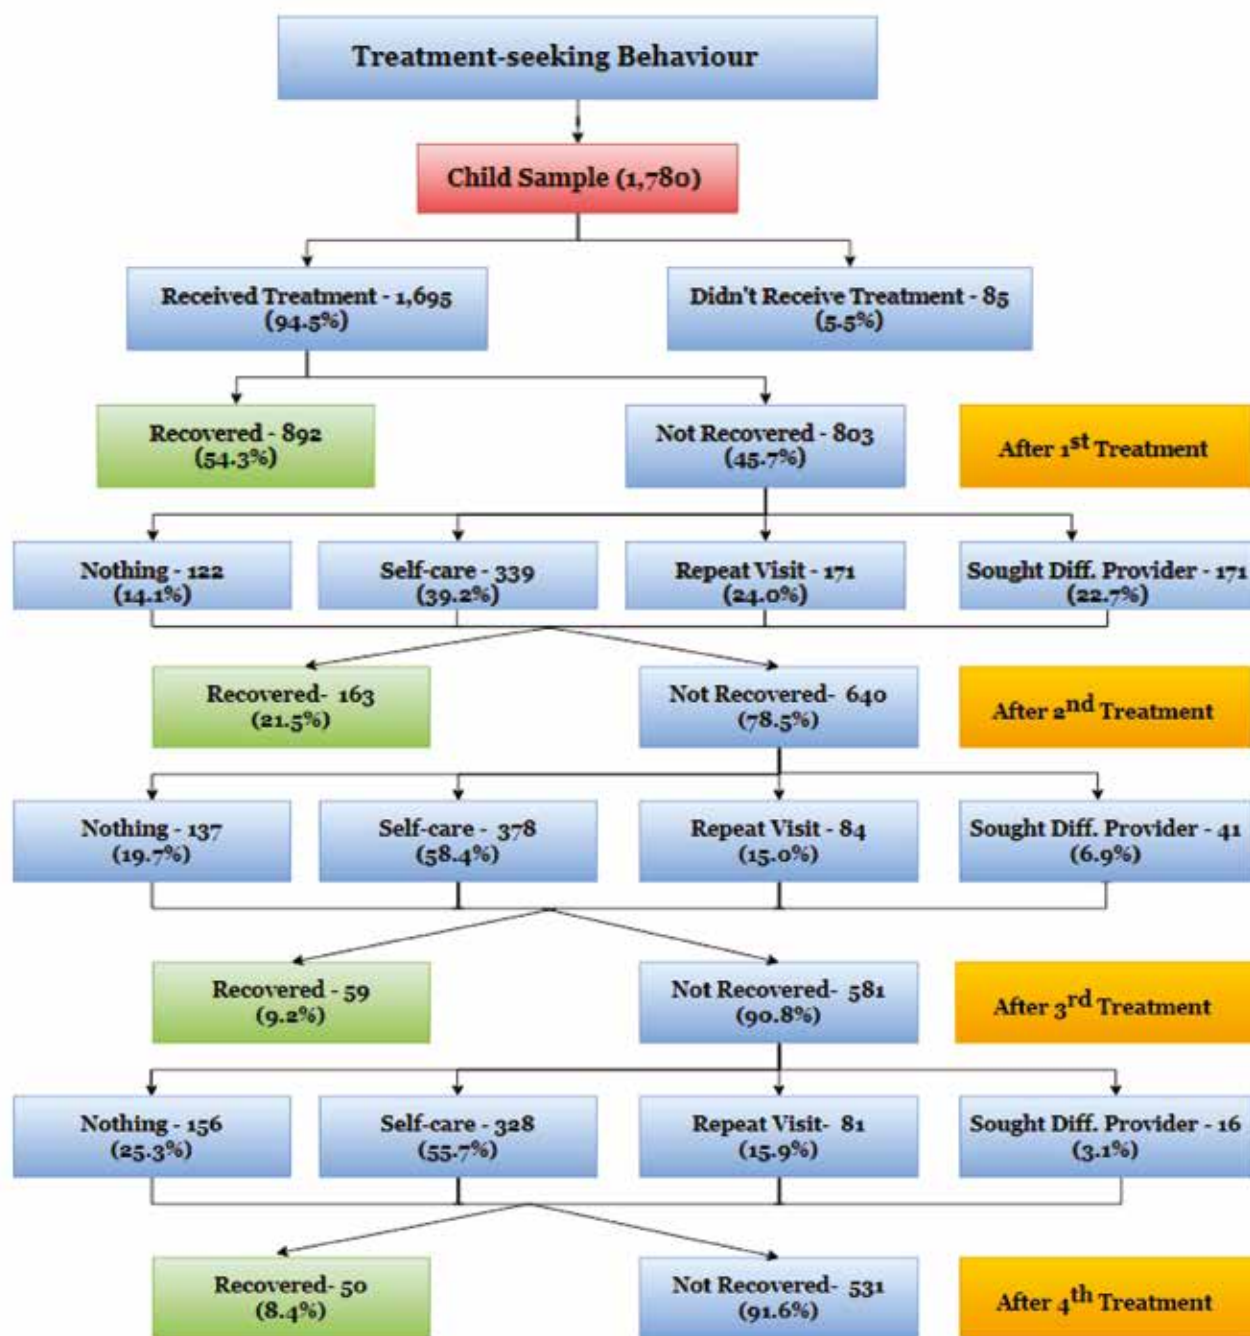 Treatment-seeking Behaviour
Child Sample (1,780)
Received Treatment - 1,695
(94.5%)
Didn't Receive Treatment - 85
(5.5%)
Recovered - 892
(54.3%)
Not Recovered - 803
(45.7%)
After 1st Treatment
Nothing - 122
(14.1%)
Self-care - 339
(39.2%)
Repeat Visit - 171
(24.0%)
Sought Diff. Provider - 171
(22.7%)
Recovered- 163
(21.5%)
Not Recovered- 640
(78.5%)
After 2nd Treatment
Nothing - 137
(19.7%)
Self-care - 378
(58.4%)
Repeat Visit - 84
(15.0%)
Sought Diff. Provider - 41
(6.9%)
Recovered - 59
(9.2%)
Not Recovered- 581
(90.8%)
After 3rd Treatment
Nothing - 156
(25.3%)
Self-care - 328
(55.7%)
Repeat Visit- 81
(15.9%)
Sought Diff. Provider - 16
(3.1%)
Recovered- 50
(8.4%)
Not Recovered- 531
(91.6%)
After 4th Treatment